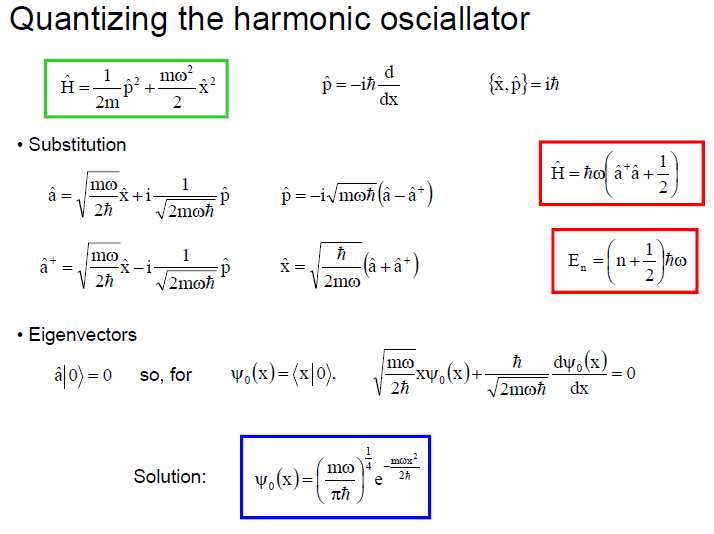 Quantizing the harmonic osciallator
Ĥ = 1/2m p̂² + mω²/2 x̂²    p̂ = −iħ d/dx    {x̂, p̂} = iħ
• Substitution
â = √(mω/2ħ) x̂ + i 1/√(2mωħ) p̂    p̂ = −i√(mωħ) (â − â⁺)    Ĥ = ħω(â⁺â + 1/2)
â⁺ = √(mω/2ħ) x̂ − i 1/√(2mωħ) p̂    x̂ = √(ħ/2mω) (â + â⁺)    Eₙ = (n + 1/2)ħω
• Eigenvectors
â|0⟩ = 0    so, for    ψ₀(x) = ⟨x|0⟩,    √(mω/2ħ) xψ₀(x) + ħ/√(2mωħ) dψ₀(x)/dx = 0
Solution:    ψ₀(x) = (mω/πħ)^(1/4) e^(−mωx²/2ħ)